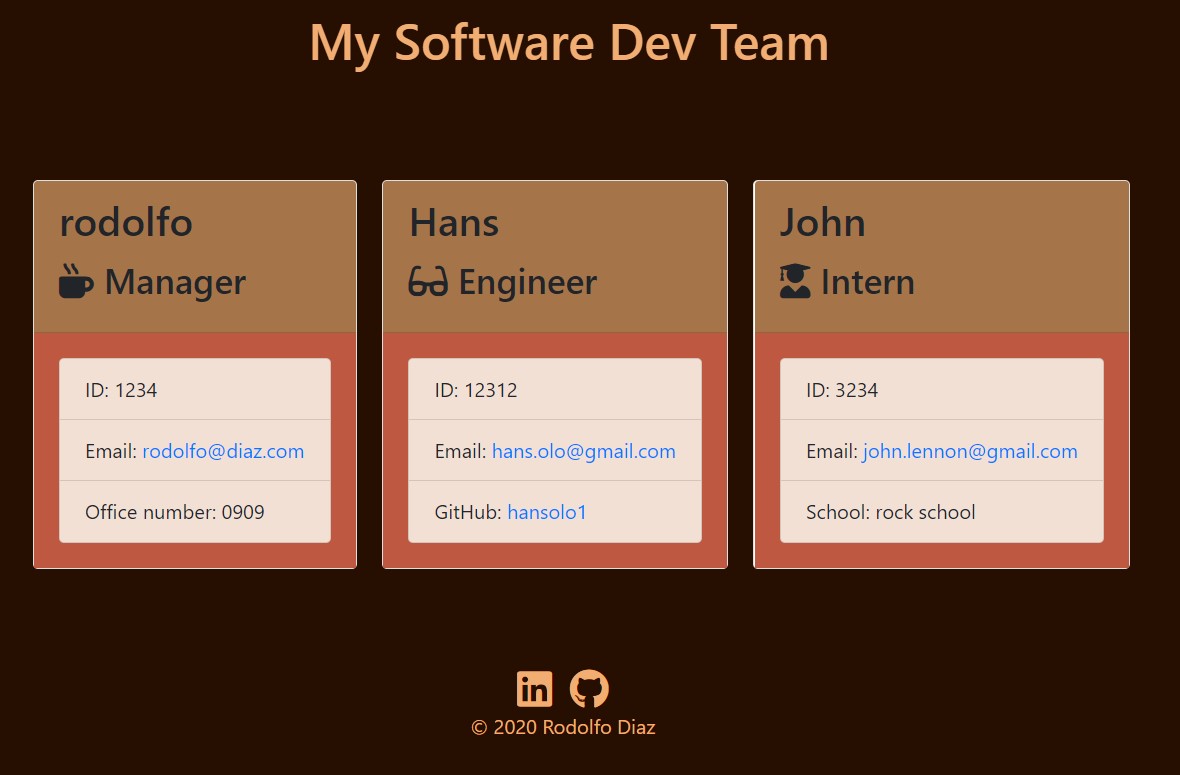 My Software Dev Team
rodolfo
Manager
ID: 1234
Email: rodolfo@diaz.com
Office number: 0909
Hans
Engineer
ID: 12312
Email: hans.olo@gmail.com
GitHub: hansolo1
John
Intern
ID: 3234
Email: john.lennon@gmail.com
School: rock school
in
© 2020 Rodolfo Diaz